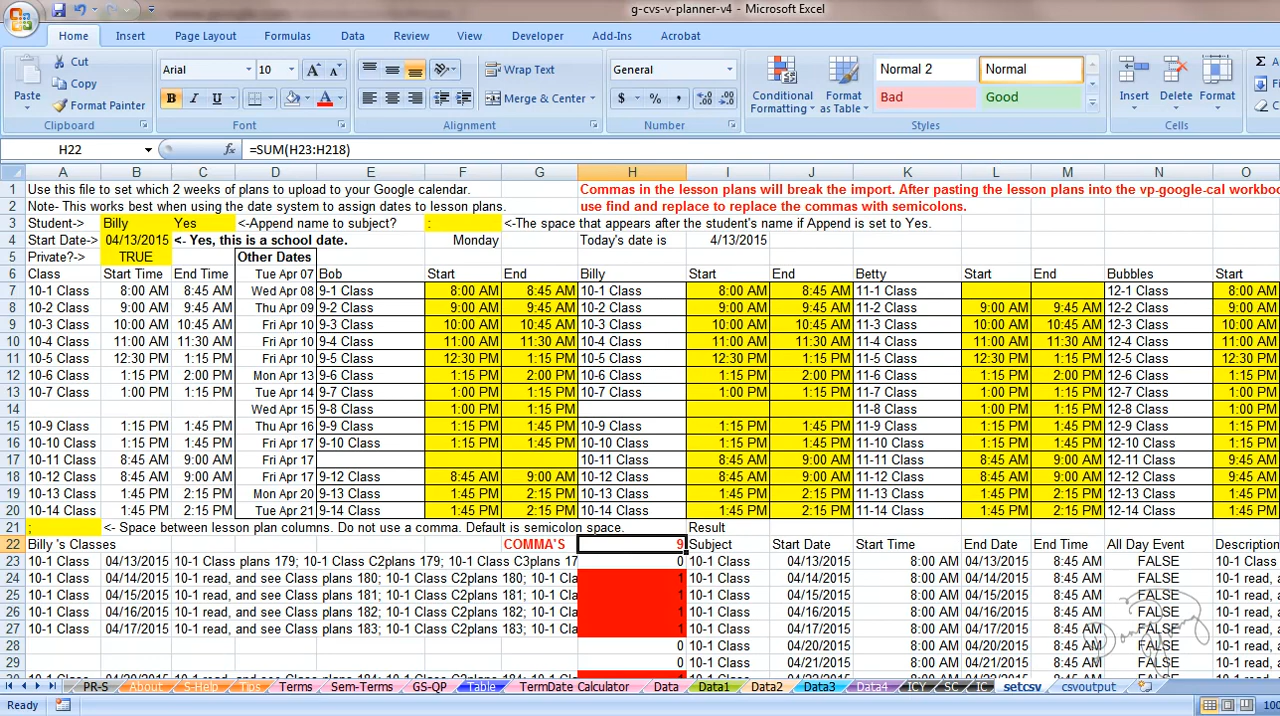 g-cvs-v-planner-v4 - Microsoft Excel
Home Insert Page Layout Formulas Data Review View Developer Add-Ins Acrobat
Paste Cut Copy Format Painter Clipboard
Arial 10 A A B I U A Font
Wrap Text Merge & Center Alignment
General $ % , Number
Conditional Formatting Format as Table Normal 2 Normal Bad Good Styles
Insert Delete Format Cells
H22 fx =SUM(H23:H218)
A B C D E F G H I J K L M N O
1 Use this file to set which 2 weeks of plans to upload to your Google calendar. Commas in the lesson plans will break the import. After pasting the lesson plans into the vp-google-cal workboo
2 Note- This works best when using the date system to assign dates to lesson plans. use find and replace to replace the commas with semicolons.
3 Student-> Billy Yes <-Append name to subject? : <-The space that appears after the student's name if Append is set to Yes.
4 Start Date-> 04/13/2015 <- Yes, this is a school date. Monday Today's date is 4/13/2015
5 Private?-> TRUE Other Dates
6 Class Start Time End Time Tue Apr 07 Bob Start End Billy Start End Betty Start End Bubbles Start
7 10-1 Class 8:00 AM 8:45 AM Wed Apr 08 9-1 Class 8:00 AM 8:45 AM 10-1 Class 8:00 AM 8:45 AM 11-1 Class 12-1 Class 8:00 AM
8 10-2 Class 9:00 AM 9:45 AM Thu Apr 09 9-2 Class 9:00 AM 9:45 AM 10-2 Class 9:00 AM 9:45 AM 11-2 Class 9:00 AM 9:45 AM 12-2 Class 9:00 AM
9 10-3 Class 10:00 AM 10:45 AM Fri Apr 10 9-3 Class 10:00 AM 10:45 AM 10-3 Class 10:00 AM 10:45 AM 11-3 Class 10:00 AM 10:45 AM 12-3 Class 10:00 AM
10 10-4 Class 11:00 AM 11:30 AM Fri Apr 10 9-4 Class 11:00 AM 11:30 AM 10-4 Class 11:00 AM 11:30 AM 11-4 Class 11:00 AM 11:30 AM 12-4 Class 11:00 AM
11 10-5 Class 12:30 PM 1:15 PM Fri Apr 10 9-5 Class 12:30 PM 1:15 PM 10-5 Class 12:30 PM 1:15 PM 11-5 Class 12:30 PM 1:15 PM 12-5 Class 12:30 PM
12 10-6 Class 1:15 PM 2:00 PM Mon Apr 13 9-6 Class 1:15 PM 2:00 PM 10-6 Class 1:15 PM 2:00 PM 11-6 Class 1:15 PM 2:00 PM 12-6 Class 1:15 PM
13 10-7 Class 1:00 PM 1:15 PM Tue Apr 14 9-7 Class 1:00 PM 1:15 PM 10-7 Class 1:00 PM 1:15 PM 11-7 Class 1:00 PM 1:15 PM 12-7 Class 1:00 PM
14 Wed Apr 15 9-8 Class 1:00 PM 1:15 PM 11-8 Class 1:00 PM 1:15 PM 12-8 Class 1:00 PM
15 10-9 Class 1:15 PM 1:45 PM Thu Apr 16 9-9 Class 1:15 PM 1:45 PM 10-9 Class 1:15 PM 1:45 PM 11-9 Class 1:15 PM 1:45 PM 12-9 Class 1:15 PM
16 10-10 Class 1:15 PM 1:45 PM Fri Apr 17 9-10 Class 1:15 PM 1:45 PM 10-10 Class 1:15 PM 1:45 PM 11-10 Class 1:15 PM 1:45 PM 12-10 Class 1:15 PM
17 10-11 Class 8:45 AM 9:00 AM Fri Apr 17 10-11 Class 8:45 AM 9:00 AM 11-11 Class 8:45 AM 9:00 AM 12-11 Class 9:45 AM
18 10-12 Class 8:45 AM 9:00 AM Fri Apr 17 9-12 Class 8:45 AM 9:00 AM 10-12 Class 8:45 AM 9:00 AM 11-12 Class 8:45 AM 9:00 AM 12-12 Class 9:45 AM
19 10-13 Class 1:45 PM 2:15 PM Mon Apr 20 9-13 Class 1:45 PM 2:15 PM 10-13 Class 1:45 PM 2:15 PM 11-13 Class 1:45 PM 2:15 PM 12-13 Class 1:45 PM
20 10-14 Class 1:45 PM 2:15 PM Tue Apr 21 9-14 Class 1:45 PM 2:15 PM 10-14 Class 1:45 PM 2:15 PM 11-14 Class 1:45 PM 2:15 PM 12-14 Class 1:45 PM
21 ; <- Space between lesson plan columns. Do not use a comma. Default is semicolon space. Result
22 Billy 's Classes COMMA'S 9 Subject Start Date Start Time End Date End Time All Day Event Description
23 10-1 Class 04/13/2015 10-1 Class plans 179; 10-1 Class C2plans 179; 10-1 Class C3plans 17 0 10-1 Class 04/13/2015 8:00 AM 04/13/2015 8:45 AM FALSE 10-1 Class
24 10-1 Class 04/14/2015 10-1 read, and see Class plans 180; 10-1 Class C2plans 180; 10-1 Cla 1 10-1 Class 04/14/2015 8:00 AM 04/14/2015 8:45 AM FALSE 10-1 read,
25 10-1 Class 04/15/2015 10-1 read, and see Class plans 181; 10-1 Class C2plans 181; 10-1 Cla 1 10-1 Class 04/15/2015 8:00 AM 04/15/2015 8:45 AM FALSE 10-1 read,
26 10-1 Class 04/16/2015 10-1 read, and see Class plans 182; 10-1 Class C2plans 182; 10-1 Cla 1 10-1 Class 04/16/2015 8:00 AM 04/16/2015 8:45 AM FALSE 10-1 read,
27 10-1 Class 04/17/2015 10-1 read, and see Class plans 183; 10-1 Class C2plans 183; 10-1 Cla 1 10-1 Class 04/17/2015 8:00 AM 04/17/2015 8:45 AM FALSE 10-1 read,
28 0 10-1 Class 04/20/2015 8:00 AM 04/20/2015 8:45 AM FALSE
29 0 10-1 Class 04/21/2015 8:00 AM 04/21/2015 8:45 AM FALSE
PR-S About S-Help Tips Terms Sem-Terms GS-QP Table TermDate Calculator Data Data1 Data2 Data3 Data4 ICY SC IC setcsv csvoutput
Ready 100